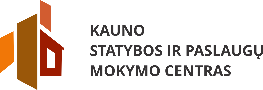 KAUNO
STATYBOS IR PASLAUGŲ
MOKYMO CENTRAS